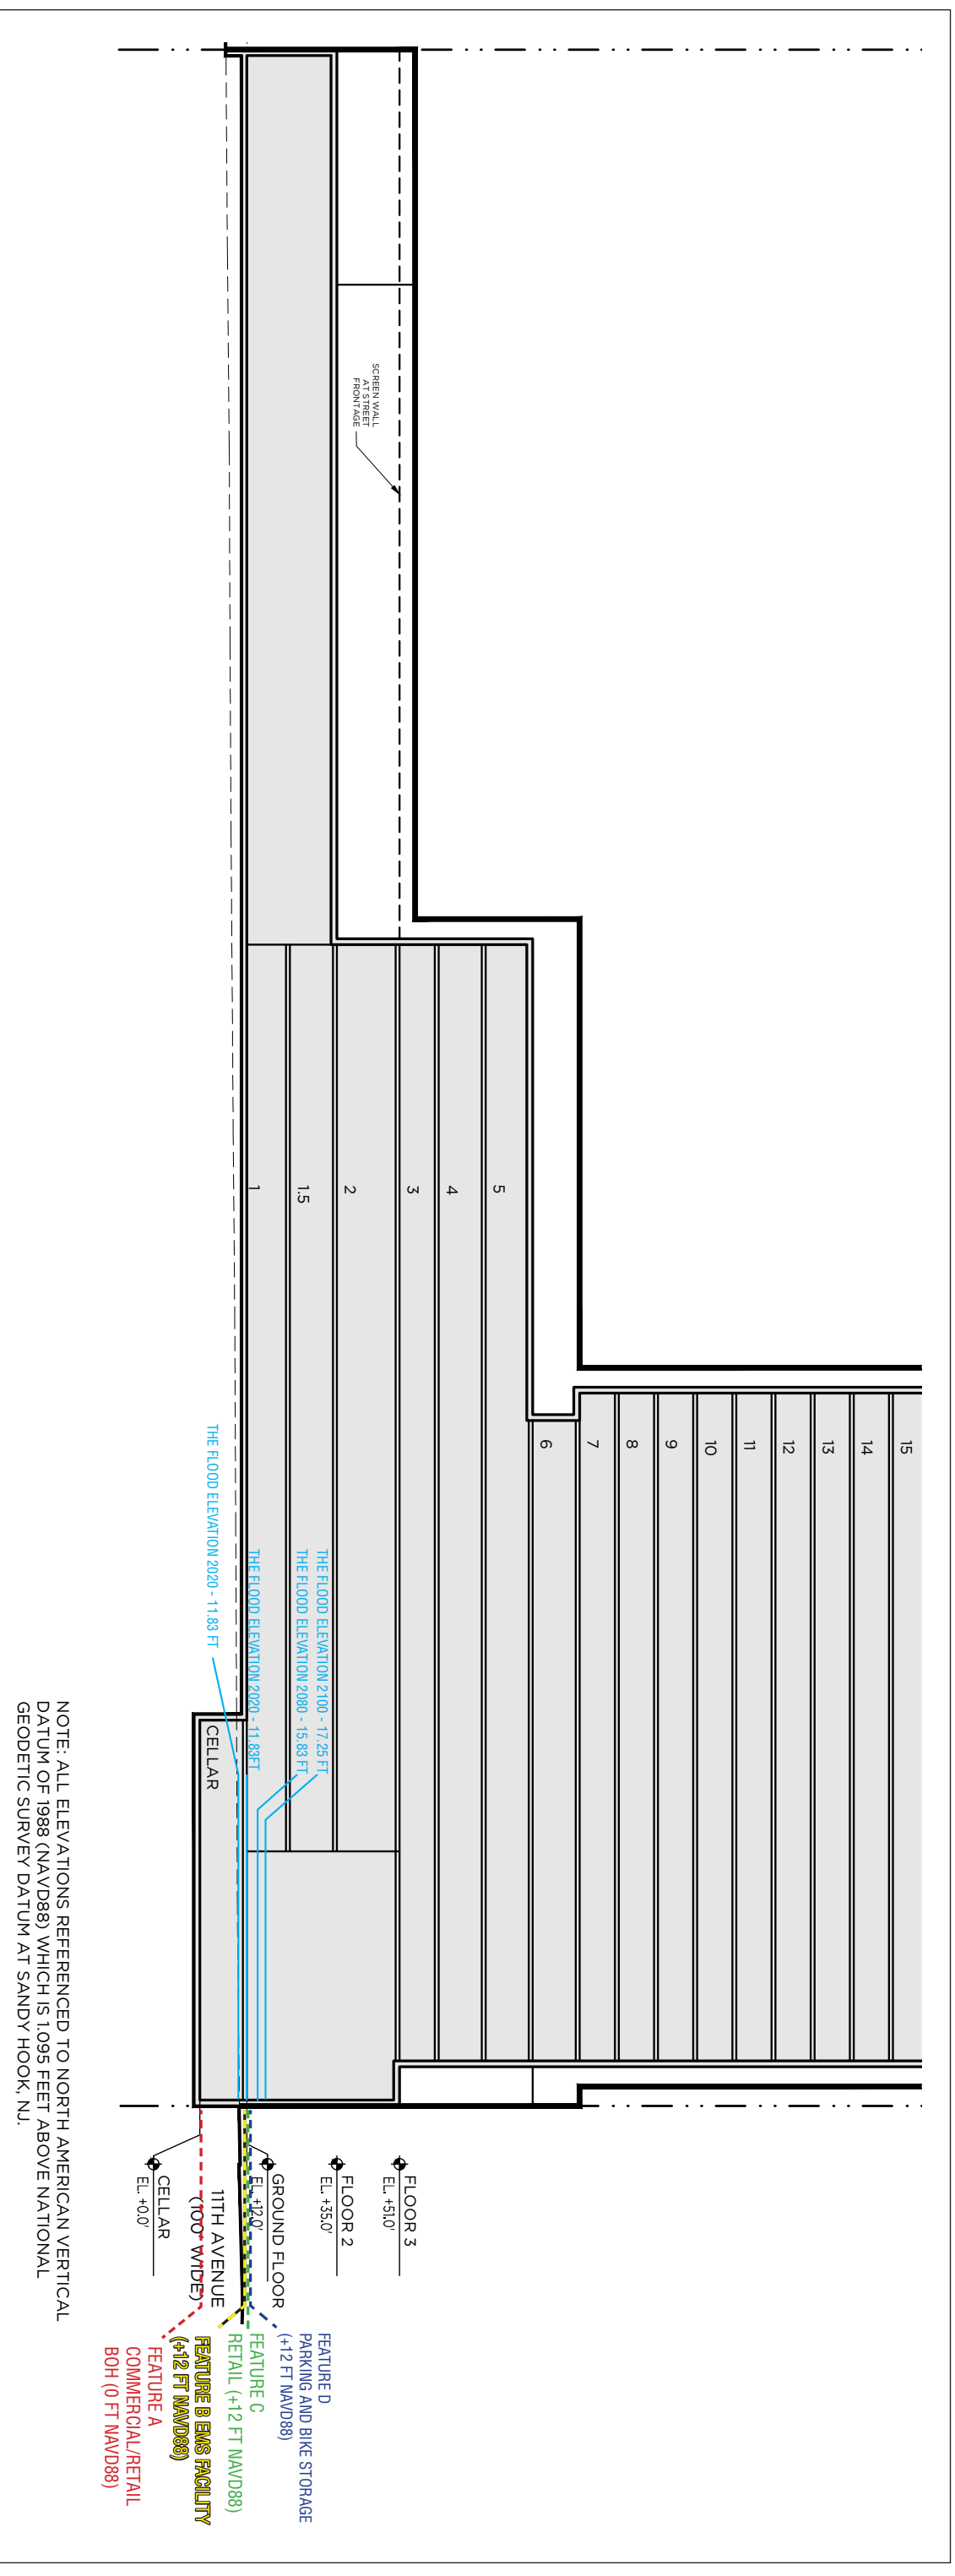 SCREEN WALL
AT STREET
FRONTAGE
15
14
13
12
11
10
9
8
7
6
5
4
3
2
1.5
1
THE FLOOD ELEVATION 2100 - 17.25 FT
THE FLOOD ELEVATION 2080 - 15.83 FT
THE FLOOD ELEVATION 2020 - 11.83FT
THE FLOOD ELEVATION 2020 - 11.83 FT
CELLAR
FLOOR 3
EL. +51.0'
FLOOR 2
EL. +35.0'
GROUND FLOOR
EL. +12.0'
11TH AVENUE
(100' WIDE)
CELLAR
EL. +0.0'
FEATURE D
PARKING AND BIKE STORAGE
(+12 FT NAVD88)
FEATURE C
RETAIL (+12 FT NAVD88)
FEATURE B EMS FACILITY
(+12 FT NAVD88)
FEATURE A
COMMERCIAL/RETAIL
BOH (0 FT NAVD88)
NOTE: ALL ELEVATIONS REFERENCED TO NORTH AMERICAN VERTICAL
DATUM OF 1988 (NAVD88) WHICH IS 1.095 FEET ABOVE NATIONAL
GEODETIC SURVEY DATUM AT SANDY HOOK, NJ.